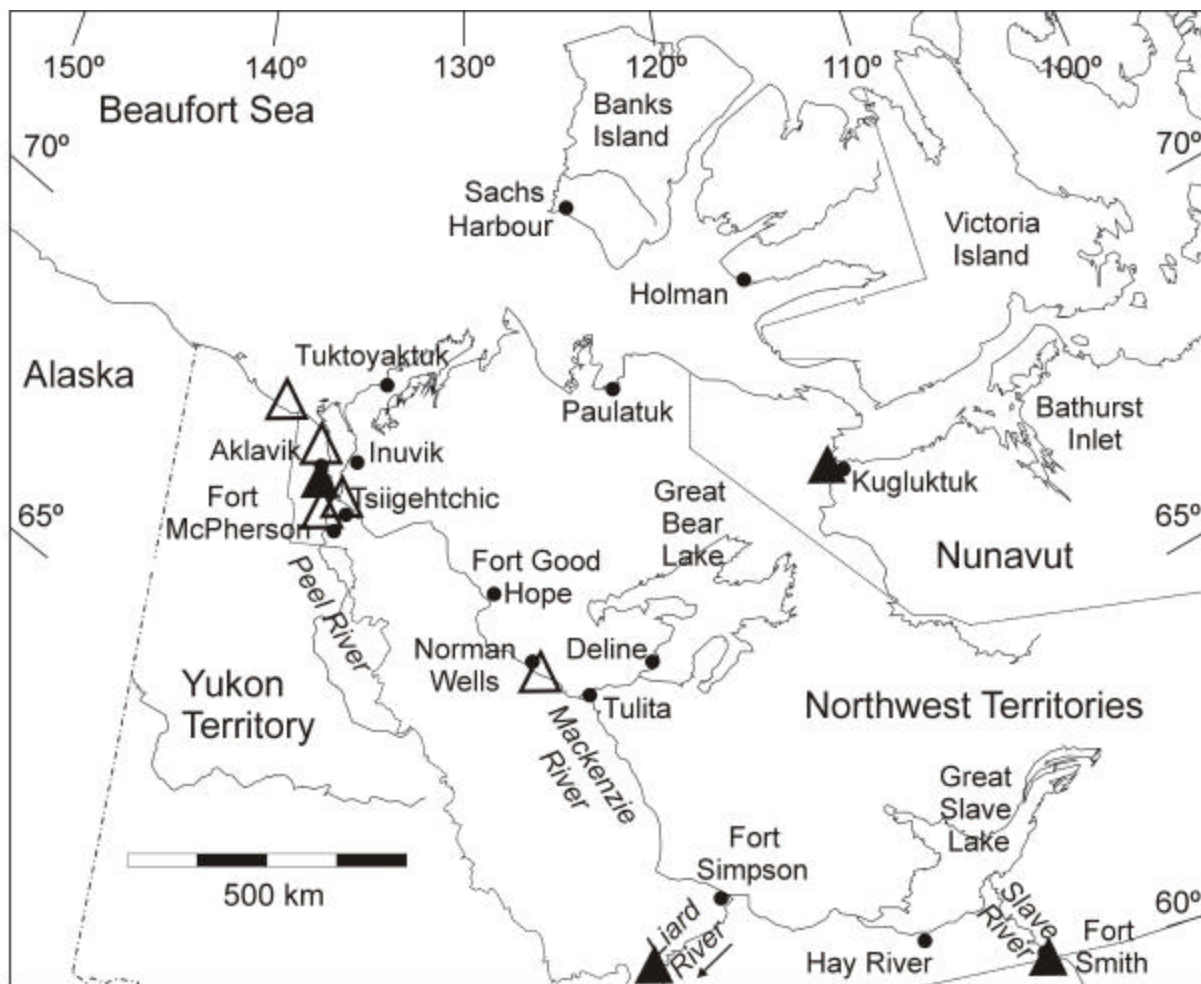 150º
140º
130º
120º
110º
100º
Beaufort Sea
Banks
Island
70º
70º
Sachs
Harbour
Victoria
Island
Holman
Tuktoyaktuk
Alaska
Paulatuk
Bathurst
Inlet
Aklavik
Inuvik
Kugluktuk
Great
Bear
Lake
Fort
McPherson
Tsiigehtchic
65º
65º
Nunavut
Fort Good
Hope
Peel River
Norman
Wells
Deline
Tulita
Yukon
Territory
Mackenzie
River
Northwest Territories
Great
Slave
Lake
Fort
Simpson
500 km
Liard
River
Slave
River
60º
Hay River
Fort
Smith